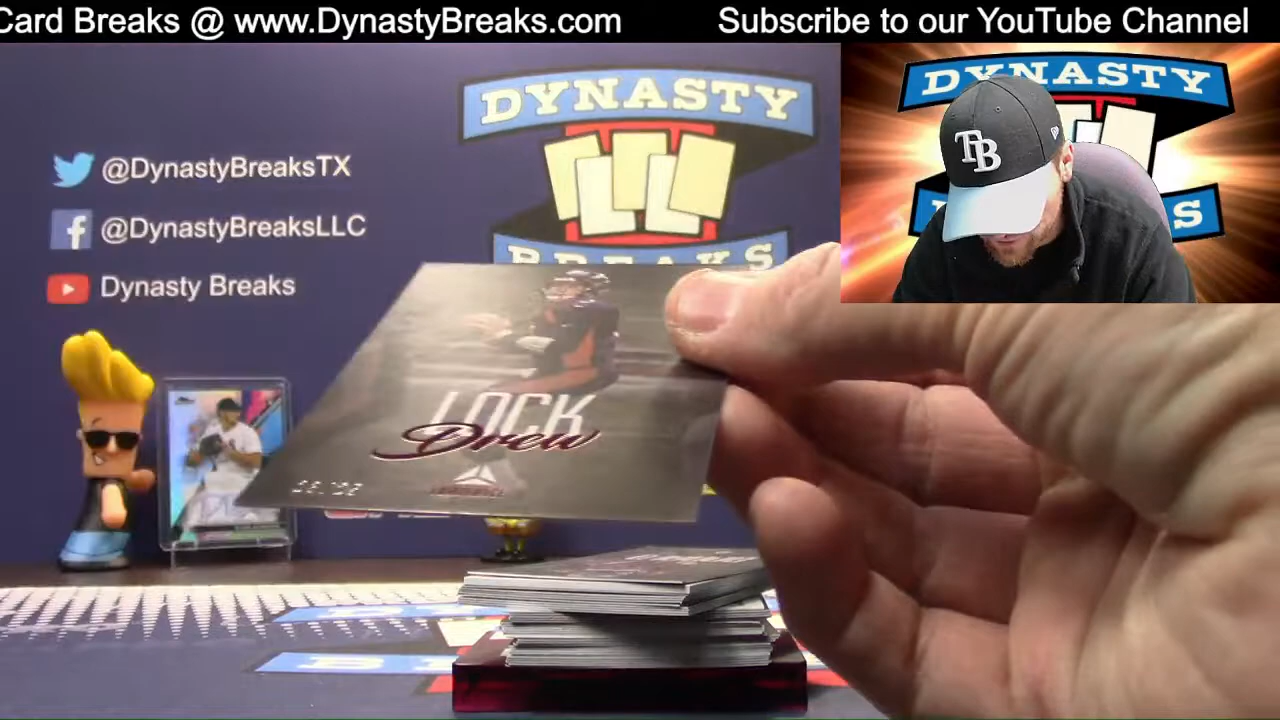 Card Breaks @ www.DynastyBreaks.com
Subscribe to our YouTube Channel
DYNASTY
BREAKS
@DynastyBreaksTX
@DynastyBreaksLLC
Dynasty Breaks
DYNASTY
S
TB
LOCK
Drew